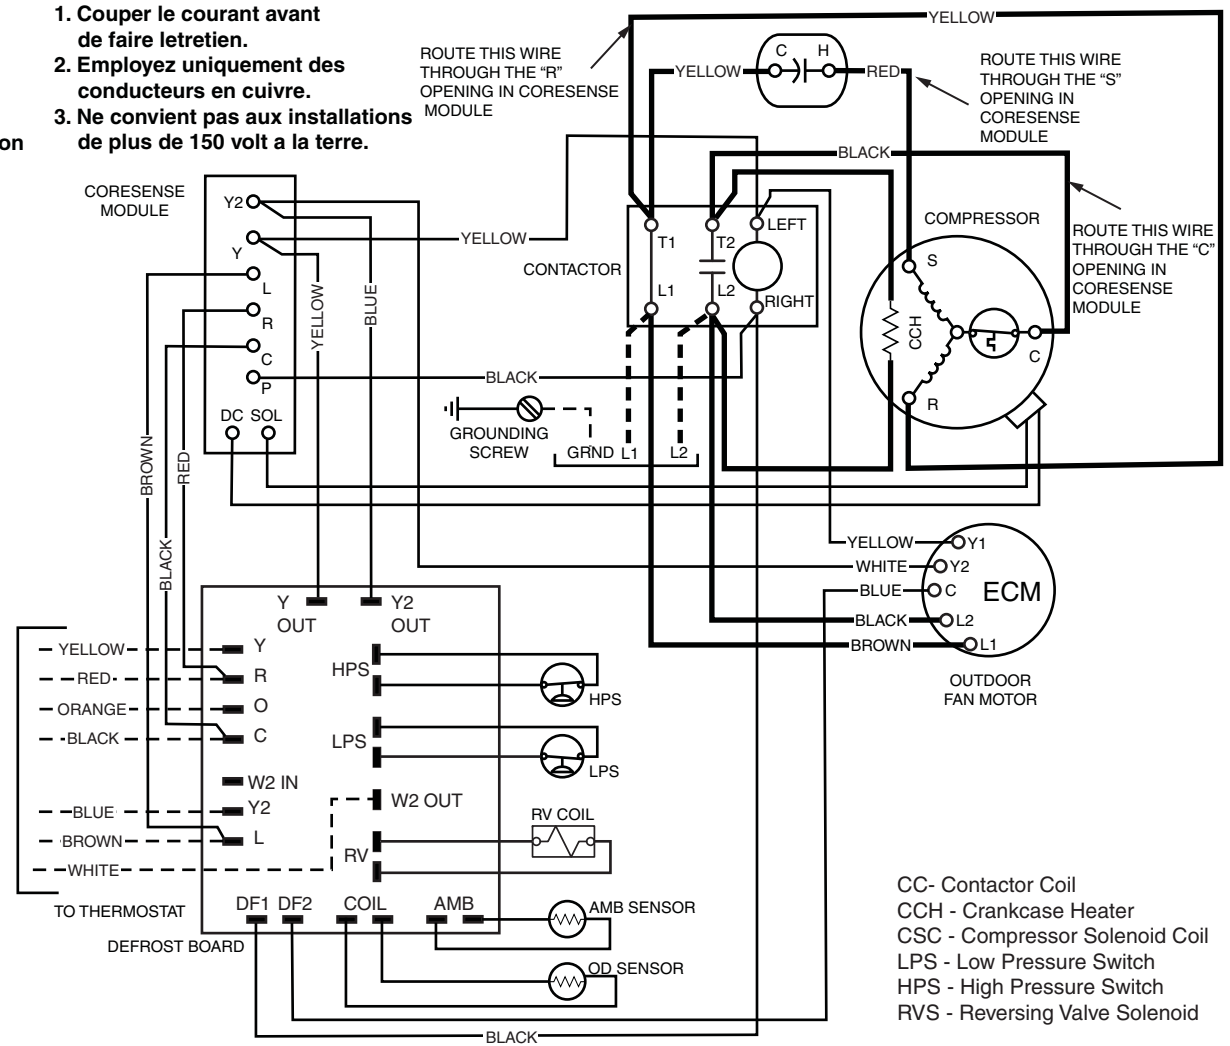 1. Couper le courant avant
de faire letretien.
2. Employez uniquement des
conducteurs en cuivre.
3. Ne convient pas aux installations
de plus de 150 volt a la terre.
on
ROUTE THIS WIRE
THROUGH THE “R”
OPENING IN CORESENSE
MODULE
YELLOW
C H
YELLOW
RED
ROUTE THIS WIRE
THROUGH THE “S”
OPENING IN
CORESENSE
MODULE
BLACK
CORESENSE
MODULE
Y2
Y
L
R
C
P
DC SOL
YELLOW
YELLOW
BLUE
BLACK
BROWN
RED
BLACK
CONTACTOR
T1
T2
LEFT
L1
L2
RIGHT
COMPRESSOR
S
CCH
C
R
ROUTE THIS WIRE
THROUGH THE “C”
OPENING IN
CORESENSE
MODULE
GROUNDING
SCREW
GRND L1 L2
YELLOW
Y1
WHITE
Y2
BLUE
C
ECM
BLACK
L2
BROWN
L1
OUTDOOR
FAN MOTOR
Y
OUT
Y2
OUT
YELLOW
Y
RED
R
ORANGE
O
BLACK
C
W2 IN
BLUE
Y2
BROWN
L
WHITE
TO THERMOSTAT
HPS
HPS
LPS
LPS
W2 OUT
RV COIL
RV
DF1 DF2 COIL AMB
AMB SENSOR
DEFROST BOARD
OD SENSOR
BLACK
CC- Contactor Coil
CCH - Crankcase Heater
CSC - Compressor Solenoid Coil
LPS - Low Pressure Switch
HPS - High Pressure Switch
RVS - Reversing Valve Solenoid